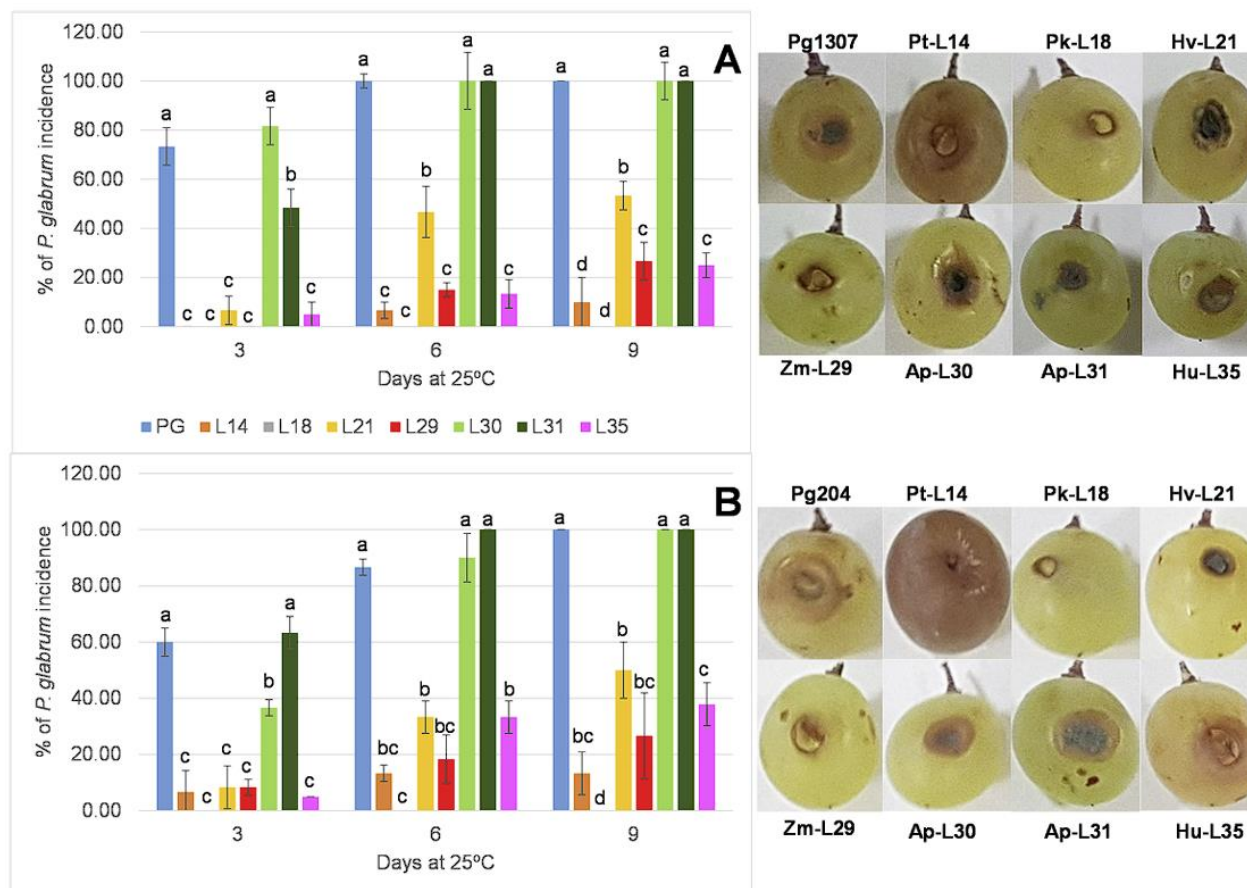 A
% of P. glabrum incidence
120.00
100.00
80.00
60.00
40.00
20.00
0.00
a c c c c a b c
a c c b c a a c
a d d b c a a c
3 6 9
Days at 25ºC
PG L14 L18 L21 L29 L30 L31 L35
Pg1307 Pt-L14 Pk-L18 Hv-L21
Zm-L29 Ap-L30 Ap-L31 Hu-L35
B
% of P. glabrum incidence
120.00
100.00
80.00
60.00
40.00
20.00
0.00
a c c c c b a c
a bc c b bc a a b
a bc d b bc a a c
3 6 9
Days at 25ºC
Pg204 Pt-L14 Pk-L18 Hv-L21
Zm-L29 Ap-L30 Ap-L31 Hu-L35